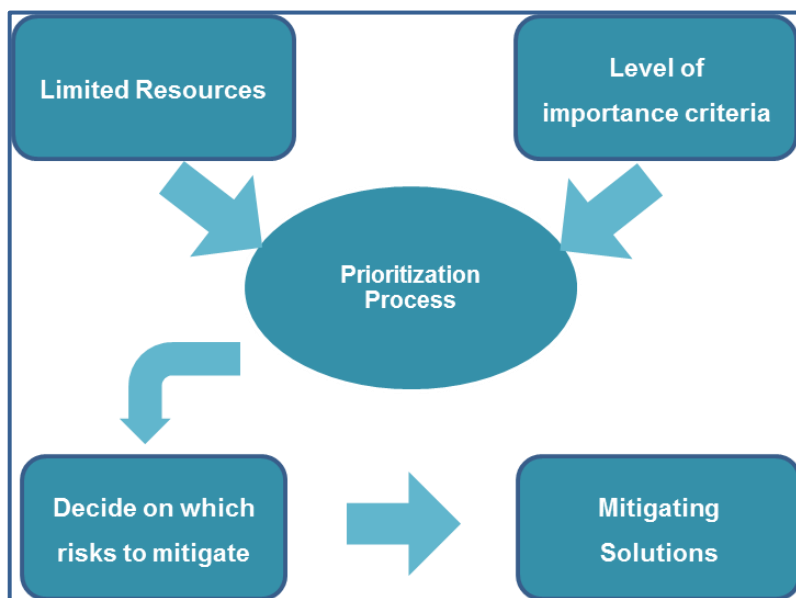 Limited Resources
Level of
importance criteria
Prioritization
Process
Decide on which
risks to mitigate
Mitigating
Solutions